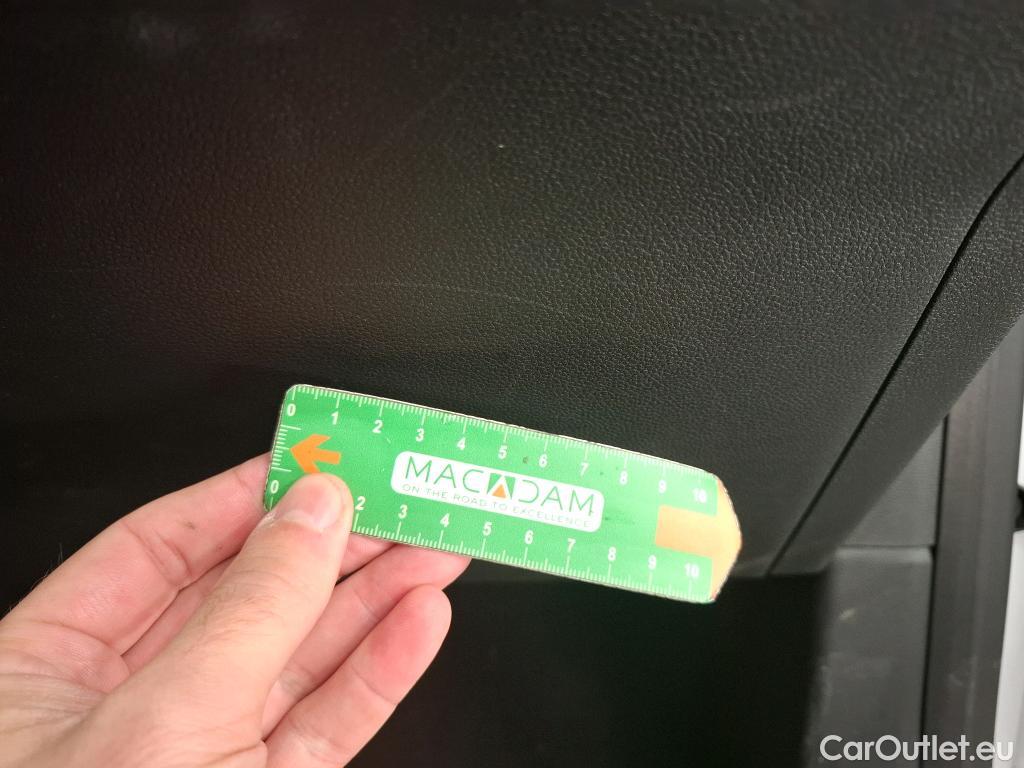 0 1 2 3 4 5 6 7 8 9 10
MACADAM
ON THE ROAD TO EXCELLENCE
0 2 3 4 5 6 7 8 9 10
CarOutlet.eu